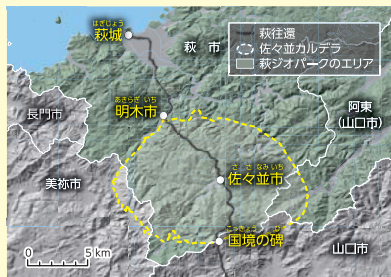 萩往還
佐々並カルデラ
萩ジオパークのエリア
はぎじょう
萩城
萩市
長門市
あきらぎ いち
明木市
阿東
(山口市)
美祢市
さ さ なみ いち
佐々並市
こっきょう ひ
国境の碑
山口市
0 5 km